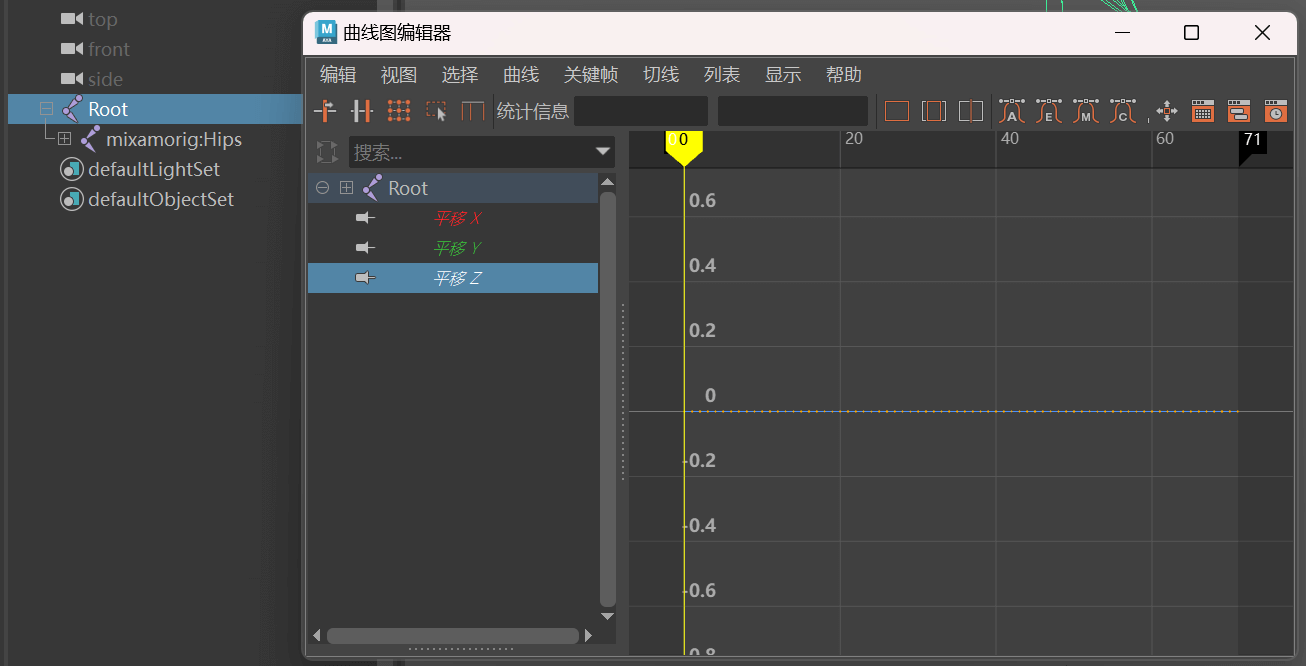 top
front
side
Root
mixamorig:Hips
defaultLightSet
defaultObjectSet
曲线图编辑器
编辑 视图 选择 曲线 关键帧 切线 列表 显示 帮助
统计信息
A E M C
搜索...
Root
平移 X
平移 Y
平移 Z
0 20 40 60 71
0.6
0.4
0.2
0
-0.2
-0.4
-0.6
-0.8